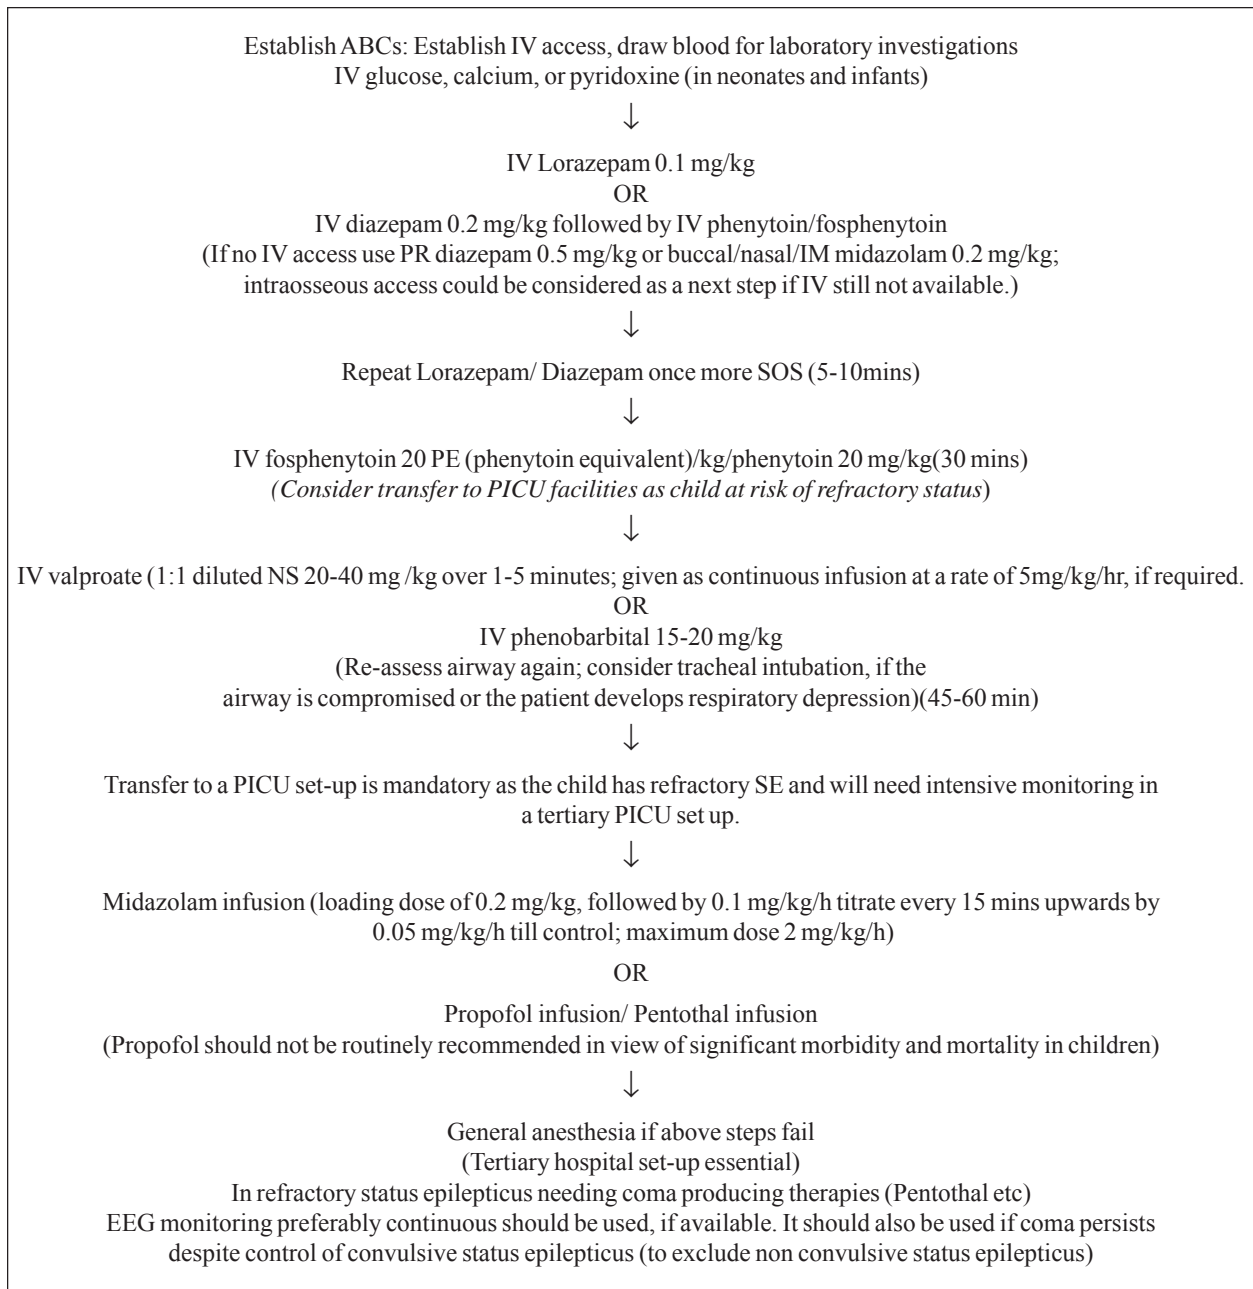 Establish ABCs: Establish IV access, draw blood for laboratory investigations
IV glucose, calcium, or pyridoxine (in neonates and infants)
↓
IV Lorazepam 0.1 mg/kg
OR
IV diazepam 0.2 mg/kg followed by IV phenytoin/fosphenytoin
(If no IV access use PR diazepam 0.5 mg/kg or buccal/nasal/IM midazolam 0.2 mg/kg;
intraosseous access could be considered as a next step if IV still not available.)
↓
Repeat Lorazepam/ Diazepam once more SOS (5-10mins)
↓
IV fosphenytoin 20 PE (phenytoin equivalent)/kg/phenytoin 20 mg/kg(30 mins)
(Consider transfer to PICU facilities as child at risk of refractory status)
↓
IV valproate (1:1 diluted NS 20-40 mg /kg over 1-5 minutes; given as continuous infusion at a rate of 5mg/kg/hr, if required.
OR
IV phenobarbital 15-20 mg/kg
(Re-assess airway again; consider tracheal intubation, if the
airway is compromised or the patient develops respiratory depression)(45-60 min)
↓
Transfer to a PICU set-up is mandatory as the child has refractory SE and will need intensive monitoring in
a tertiary PICU set up.
↓
Midazolam infusion (loading dose of 0.2 mg/kg, followed by 0.1 mg/kg/h titrate every 15 mins upwards by
0.05 mg/kg/h till control; maximum dose 2 mg/kg/h)
OR
Propofol infusion/ Pentothal infusion
(Propofol should not be routinely recommended in view of significant morbidity and mortality in children)
↓
General anesthesia if above steps fail
(Tertiary hospital set-up essential)
In refractory status epilepticus needing coma producing therapies (Pentothal etc)
EEG monitoring preferably continuous should be used, if available. It should also be used if coma persists
despite control of convulsive status epilepticus (to exclude non convulsive status epilepticus)